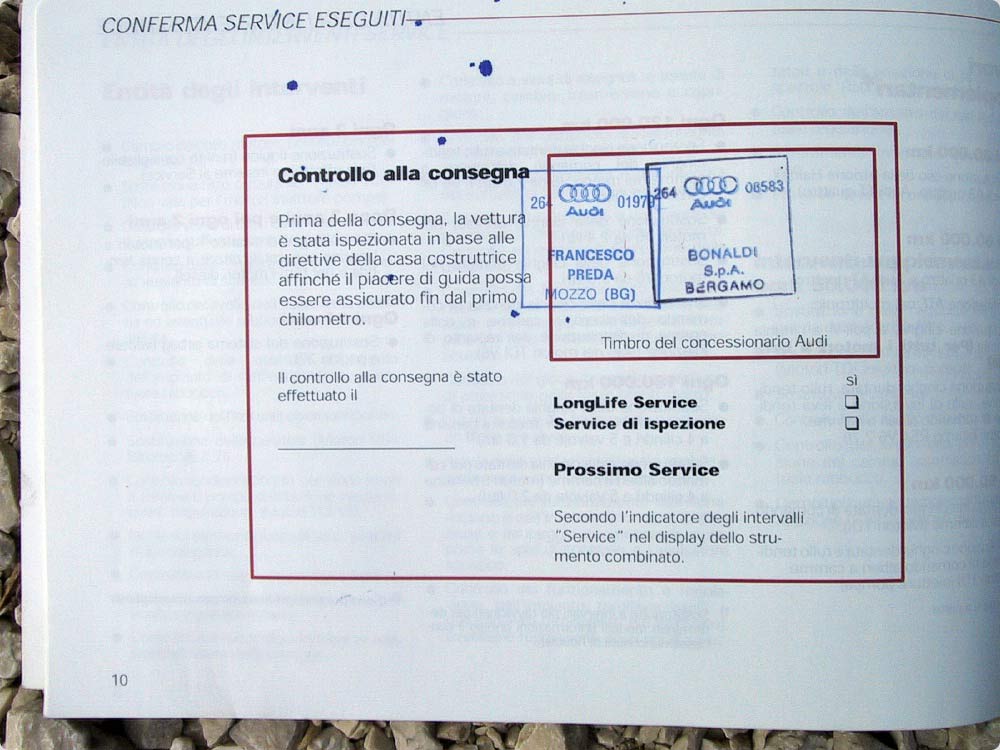 CONFERMA SERVICE ESEGUITI
Controllo alla consegna
Prima della consegna, la vettura
è stata ispezionata in base alle
direttive della casa costruttrice
affinché il piacere di guida possa
essere assicurato fin dal primo
chilometro.
Il controllo alla consegna è stato
effettuato il
264 01979
Audi
FRANCESCO
PREDA
MOZZO (BG)
264 08583
Audi
BONALDI
S.p.A.
BERGAMO
Timbro del concessionario Audi
sì
LongLife Service
Service di ispezione
Prossimo Service
Secondo l'indicatore degli intervalli
"Service" nel display dello stru-
mento combinato.
10